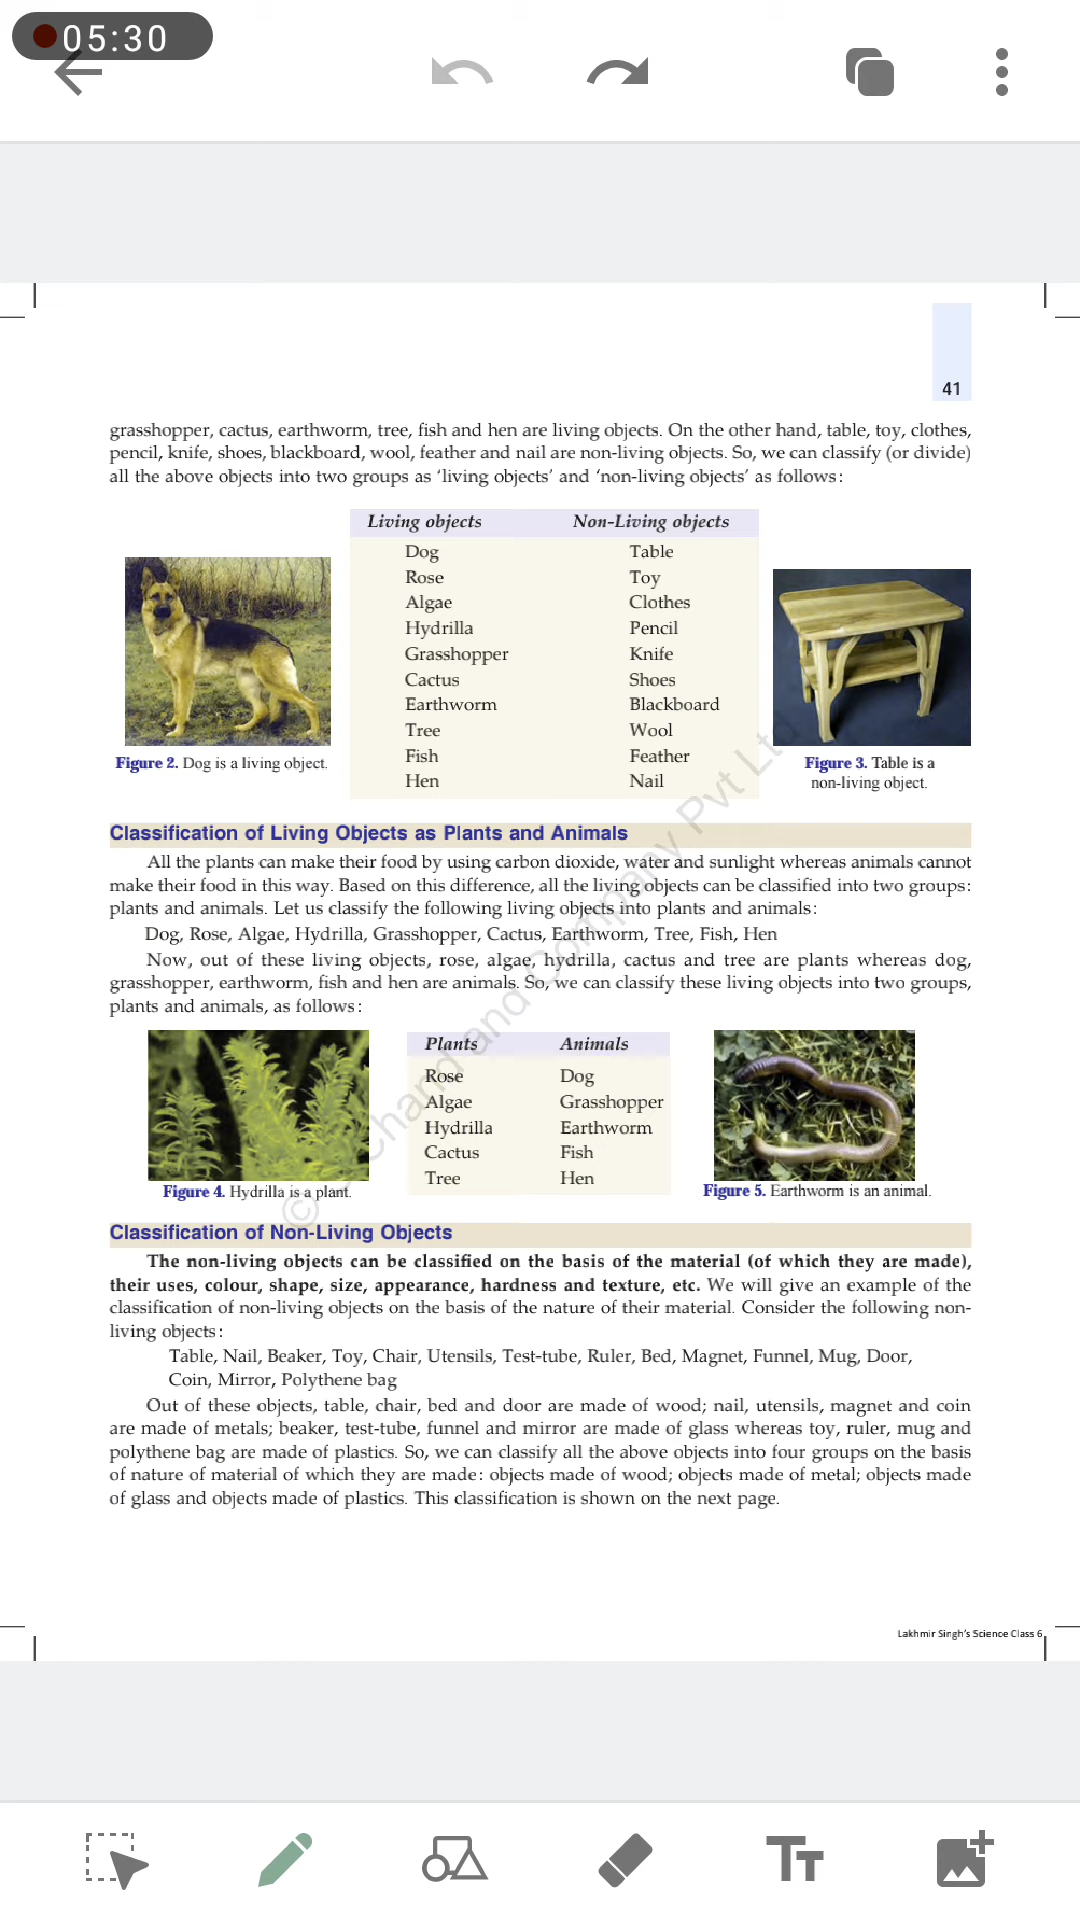 05:30
41
grasshopper, cactus, earthworm, tree, fish and hen are living objects. On the other hand, table, toy, clothes,
pencil, knife, shoes, blackboard, wool, feather and nail are non-living objects. So, we can classify (or divide)
all the above objects into two groups as ‘living objects’ and ‘non-living objects’ as follows :
Living objects Non-Living objects
Dog Table
Rose Toy
Algae Clothes
Hydrilla Pencil
Grasshopper Knife
Cactus Shoes
Earthworm Blackboard
Tree Wool
Fish Feather
Hen Nail
Figure 2. Dog is a living object.
Figure 3. Table is a
non-living object.
Classification of Living Objects as Plants and Animals
All the plants can make their food by using carbon dioxide, water and sunlight whereas animals cannot
make their food in this way. Based on this difference, all the living objects can be classified into two groups:
plants and animals. Let us classify the following living objects into plants and animals :
Dog, Rose, Algae, Hydrilla, Grasshopper, Cactus, Earthworm, Tree, Fish, Hen
Now, out of these living objects, rose, algae, hydrilla, cactus and tree are plants whereas dog,
grasshopper, earthworm, fish and hen are animals. So, we can classify these living objects into two groups,
plants and animals, as follows :
Plants Animals
Rose Dog
Algae Grasshopper
Hydrilla Earthworm
Cactus Fish
Tree Hen
Figure 4. Hydrilla is a plant.
Figure 5. Earthworm is an animal.
Classification of Non-Living Objects
The non-living objects can be classified on the basis of the material (of which they are made),
their uses, colour, shape, size, appearance, hardness and texture, etc. We will give an example of the
classification of non-living objects on the basis of the nature of their material. Consider the following non-
living objects :
Table, Nail, Beaker, Toy, Chair, Utensils, Test-tube, Ruler, Bed, Magnet, Funnel, Mug, Door,
Coin, Mirror, Polythene bag
Out of these objects, table, chair, bed and door are made of wood; nail, utensils, magnet and coin
are made of metals; beaker, test-tube, funnel and mirror are made of glass whereas toy, ruler, mug and
polythene bag are made of plastics. So, we can classify all the above objects into four groups on the basis
of nature of material of which they are made : objects made of wood; objects made of metal; objects made
of glass and objects made of plastics. This classification is shown on the next page.
Lakhmir Singh’s Science Class 6
Tт